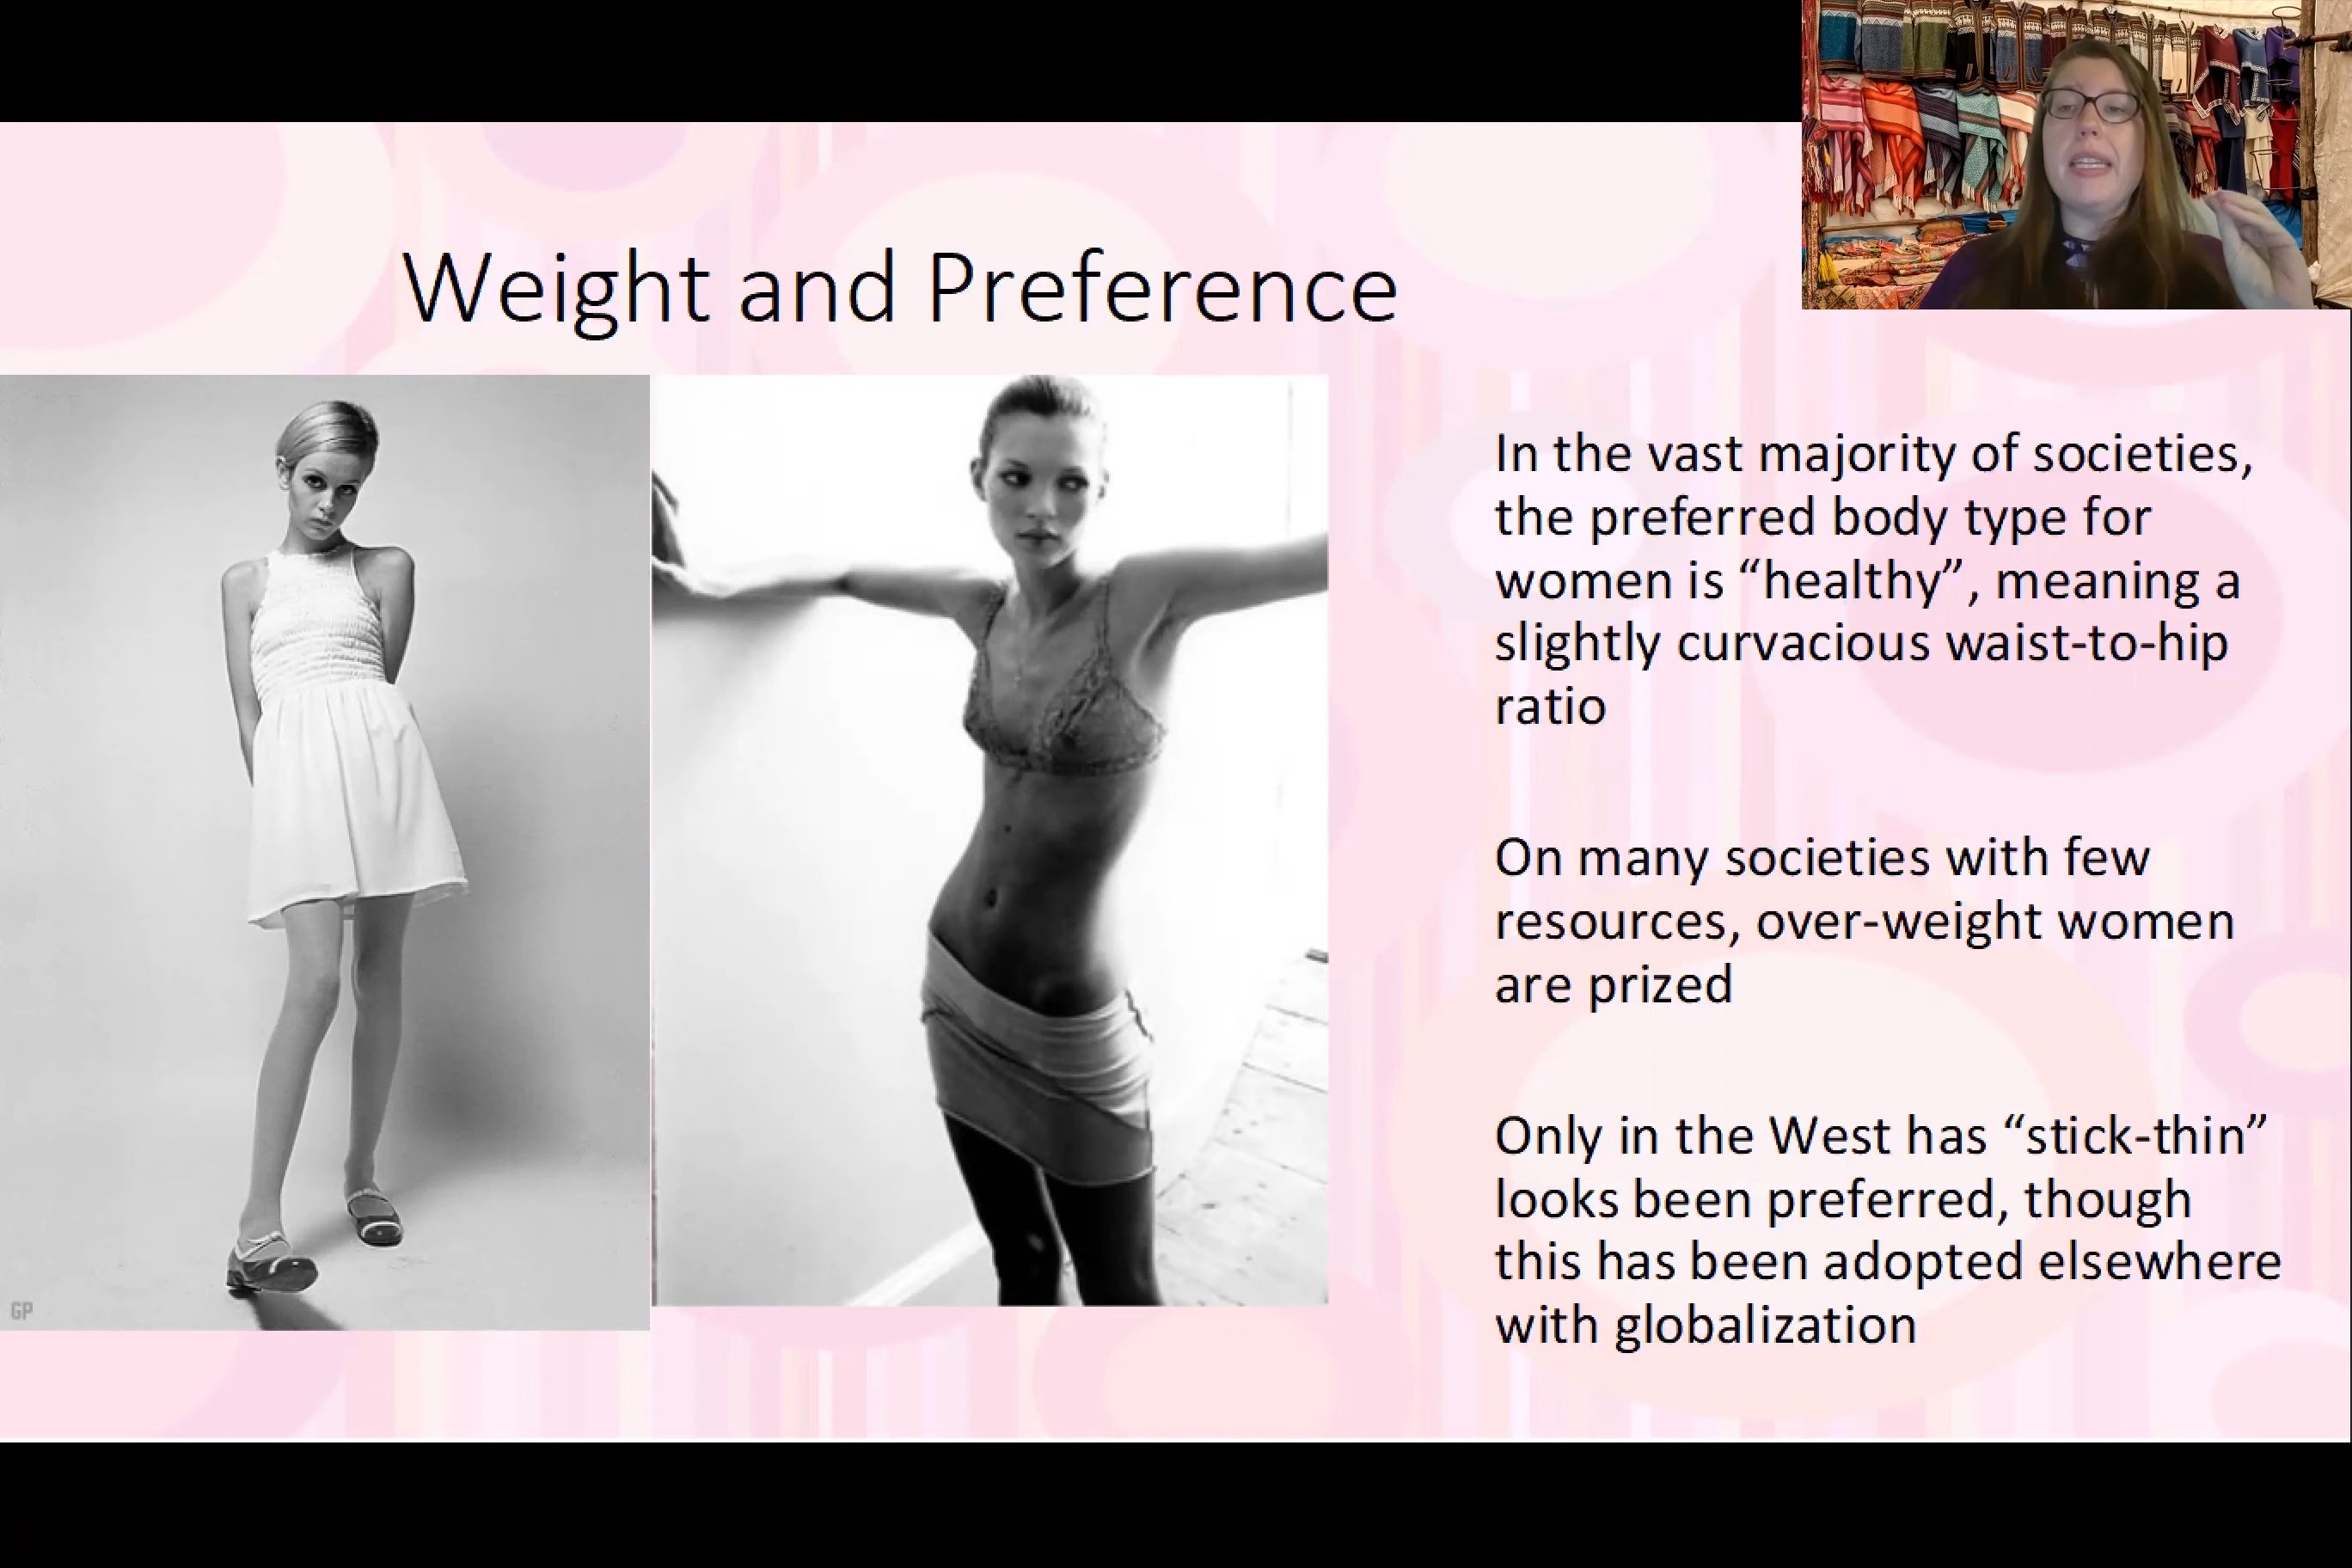 Weight and Preference
In the vast majority of societies,
the preferred body type for
women is “healthy”, meaning a
slightly curvacious waist-to-hip
ratio
On many societies with few
resources, over-weight women
are prized
Only in the West has “stick-thin”
looks been preferred, though
this has been adopted elsewhere
with globalization
GP